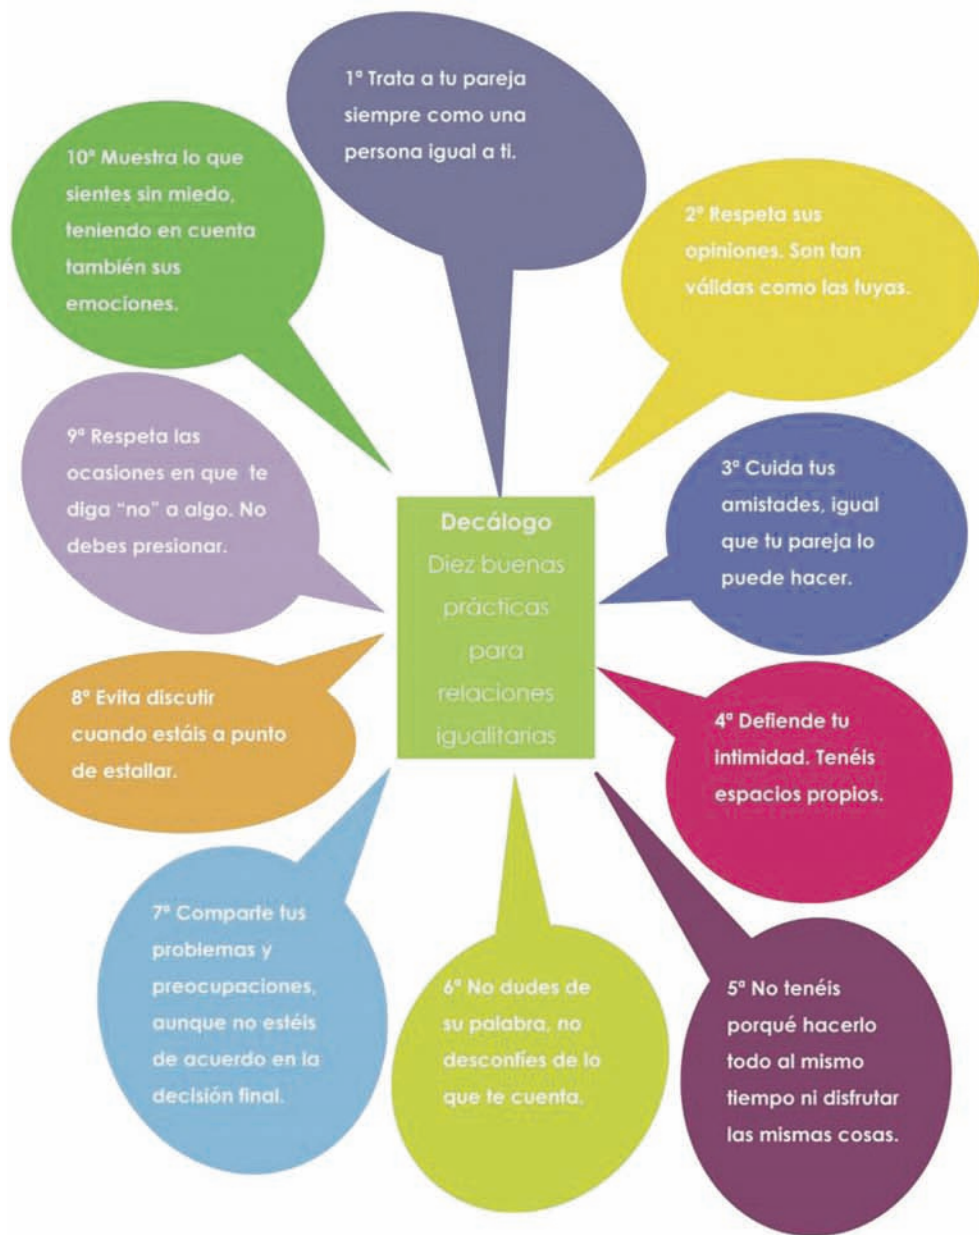 1ª Trata a tu pareja
siempre como una
persona igual a ti.
2ª Respeta sus
opiniones. Son tan
válidas como las tuyas.
3ª Cuida tus
amistades, igual
que tu pareja lo
puede hacer.
4ª Defiende tu
intimidad. Tenéis
espacios propios.
5ª No tenéis
porqué hacerlo
todo al mismo
tiempo ni disfrutar
las mismas cosas.
6ª No dudes de
su palabra, no
desconfíes de lo
que te cuenta.
7ª Comparte tus
problemas y
preocupaciones,
aunque no estéis
de acuerdo en la
decisión final.
8ª Evita discutir
cuando estáis a punto
de estallar.
9ª Respeta las
ocasiones en que te
diga “no” a algo. No
debes presionar.
10ª Muestra lo que
sientes sin miedo,
teniendo en cuenta
también sus
emociones.
Decálogo
Diez buenas
prácticas
para
relaciones
igualitarias